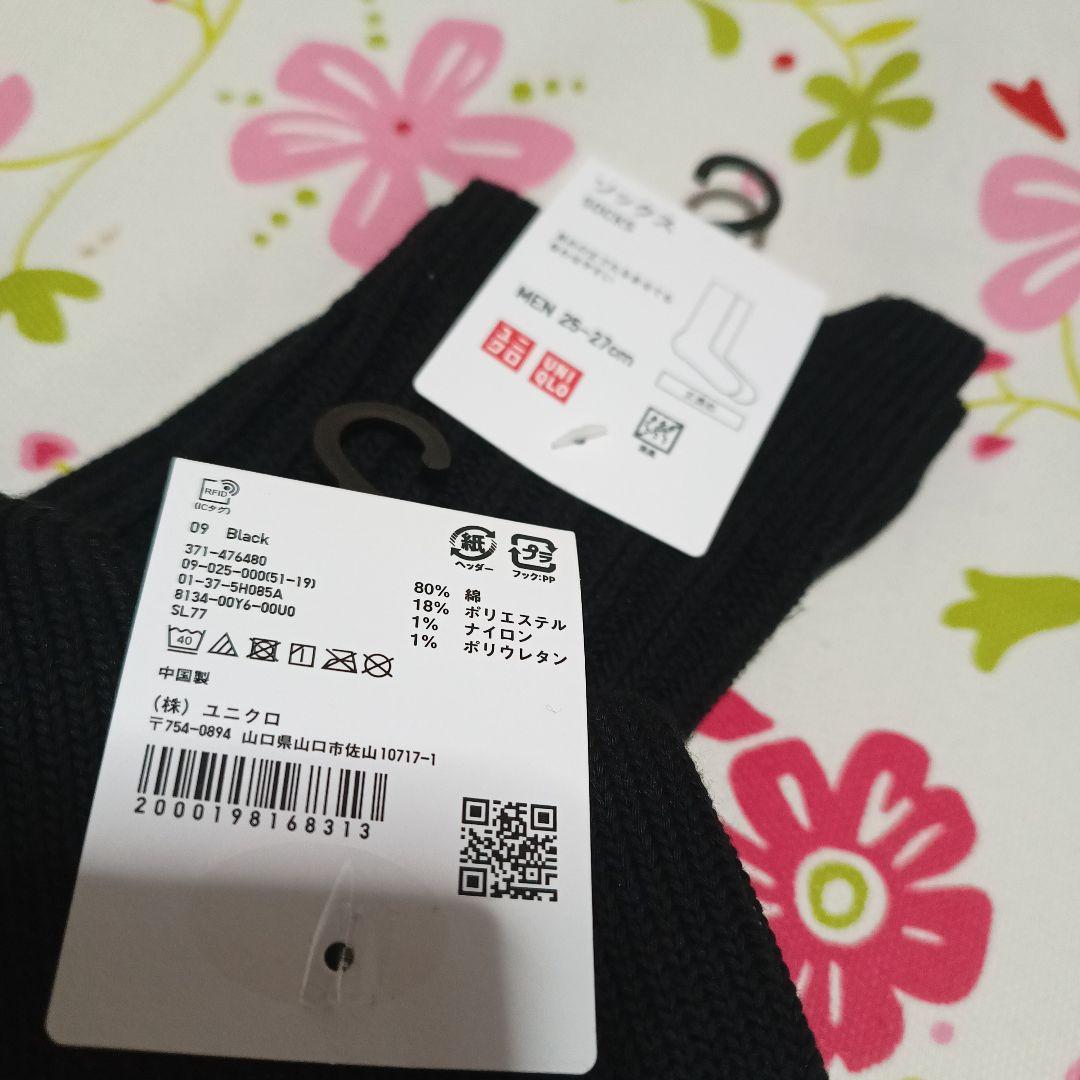 ソックス
SOCKS
MEN 25-27cm
ユニ
クロ
UNI
QLO
RFID
(ICタグ)
09 Black
371-476480
09-025-000(51-19)
01-37-5H085A
8134-00Y6-00U0
SL77
紙
ヘッダー
プラ
フック:PP
80% 綿
18% ポリエステル
1% ナイロン
1% ポリウレタン
40
中国製
(株) ユニクロ
〒754-0894 山口県山口市佐山10717-1
2000198168313